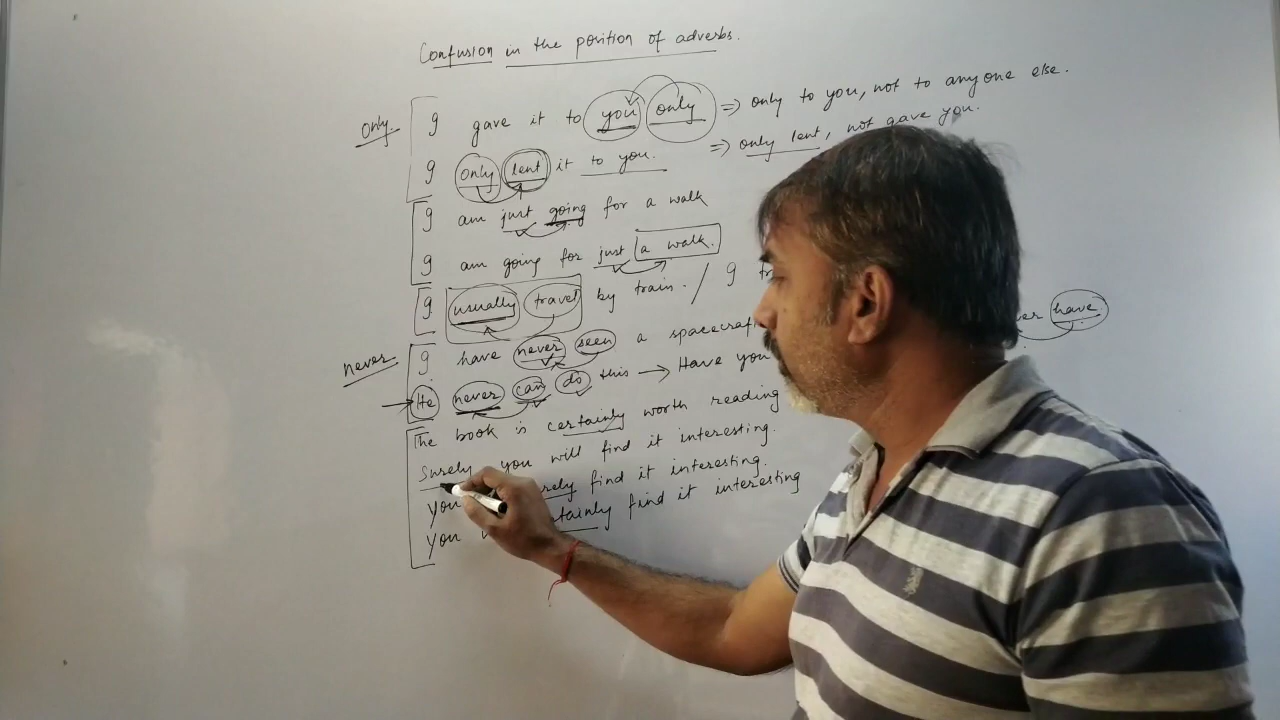 Confusion in the position of adverbs.
only I gave it to you only => only to you, not to anyone else.
I only lent it to you. => only lent, not gave you.
I am just going for a walk
I am going for just a walk.
I usually travel by train. / I have
never I have never seen a
He never can do this → Have you
The book is certainly worth reading
Surely you will find it interesting.
You find it interesting.
You find it interesting